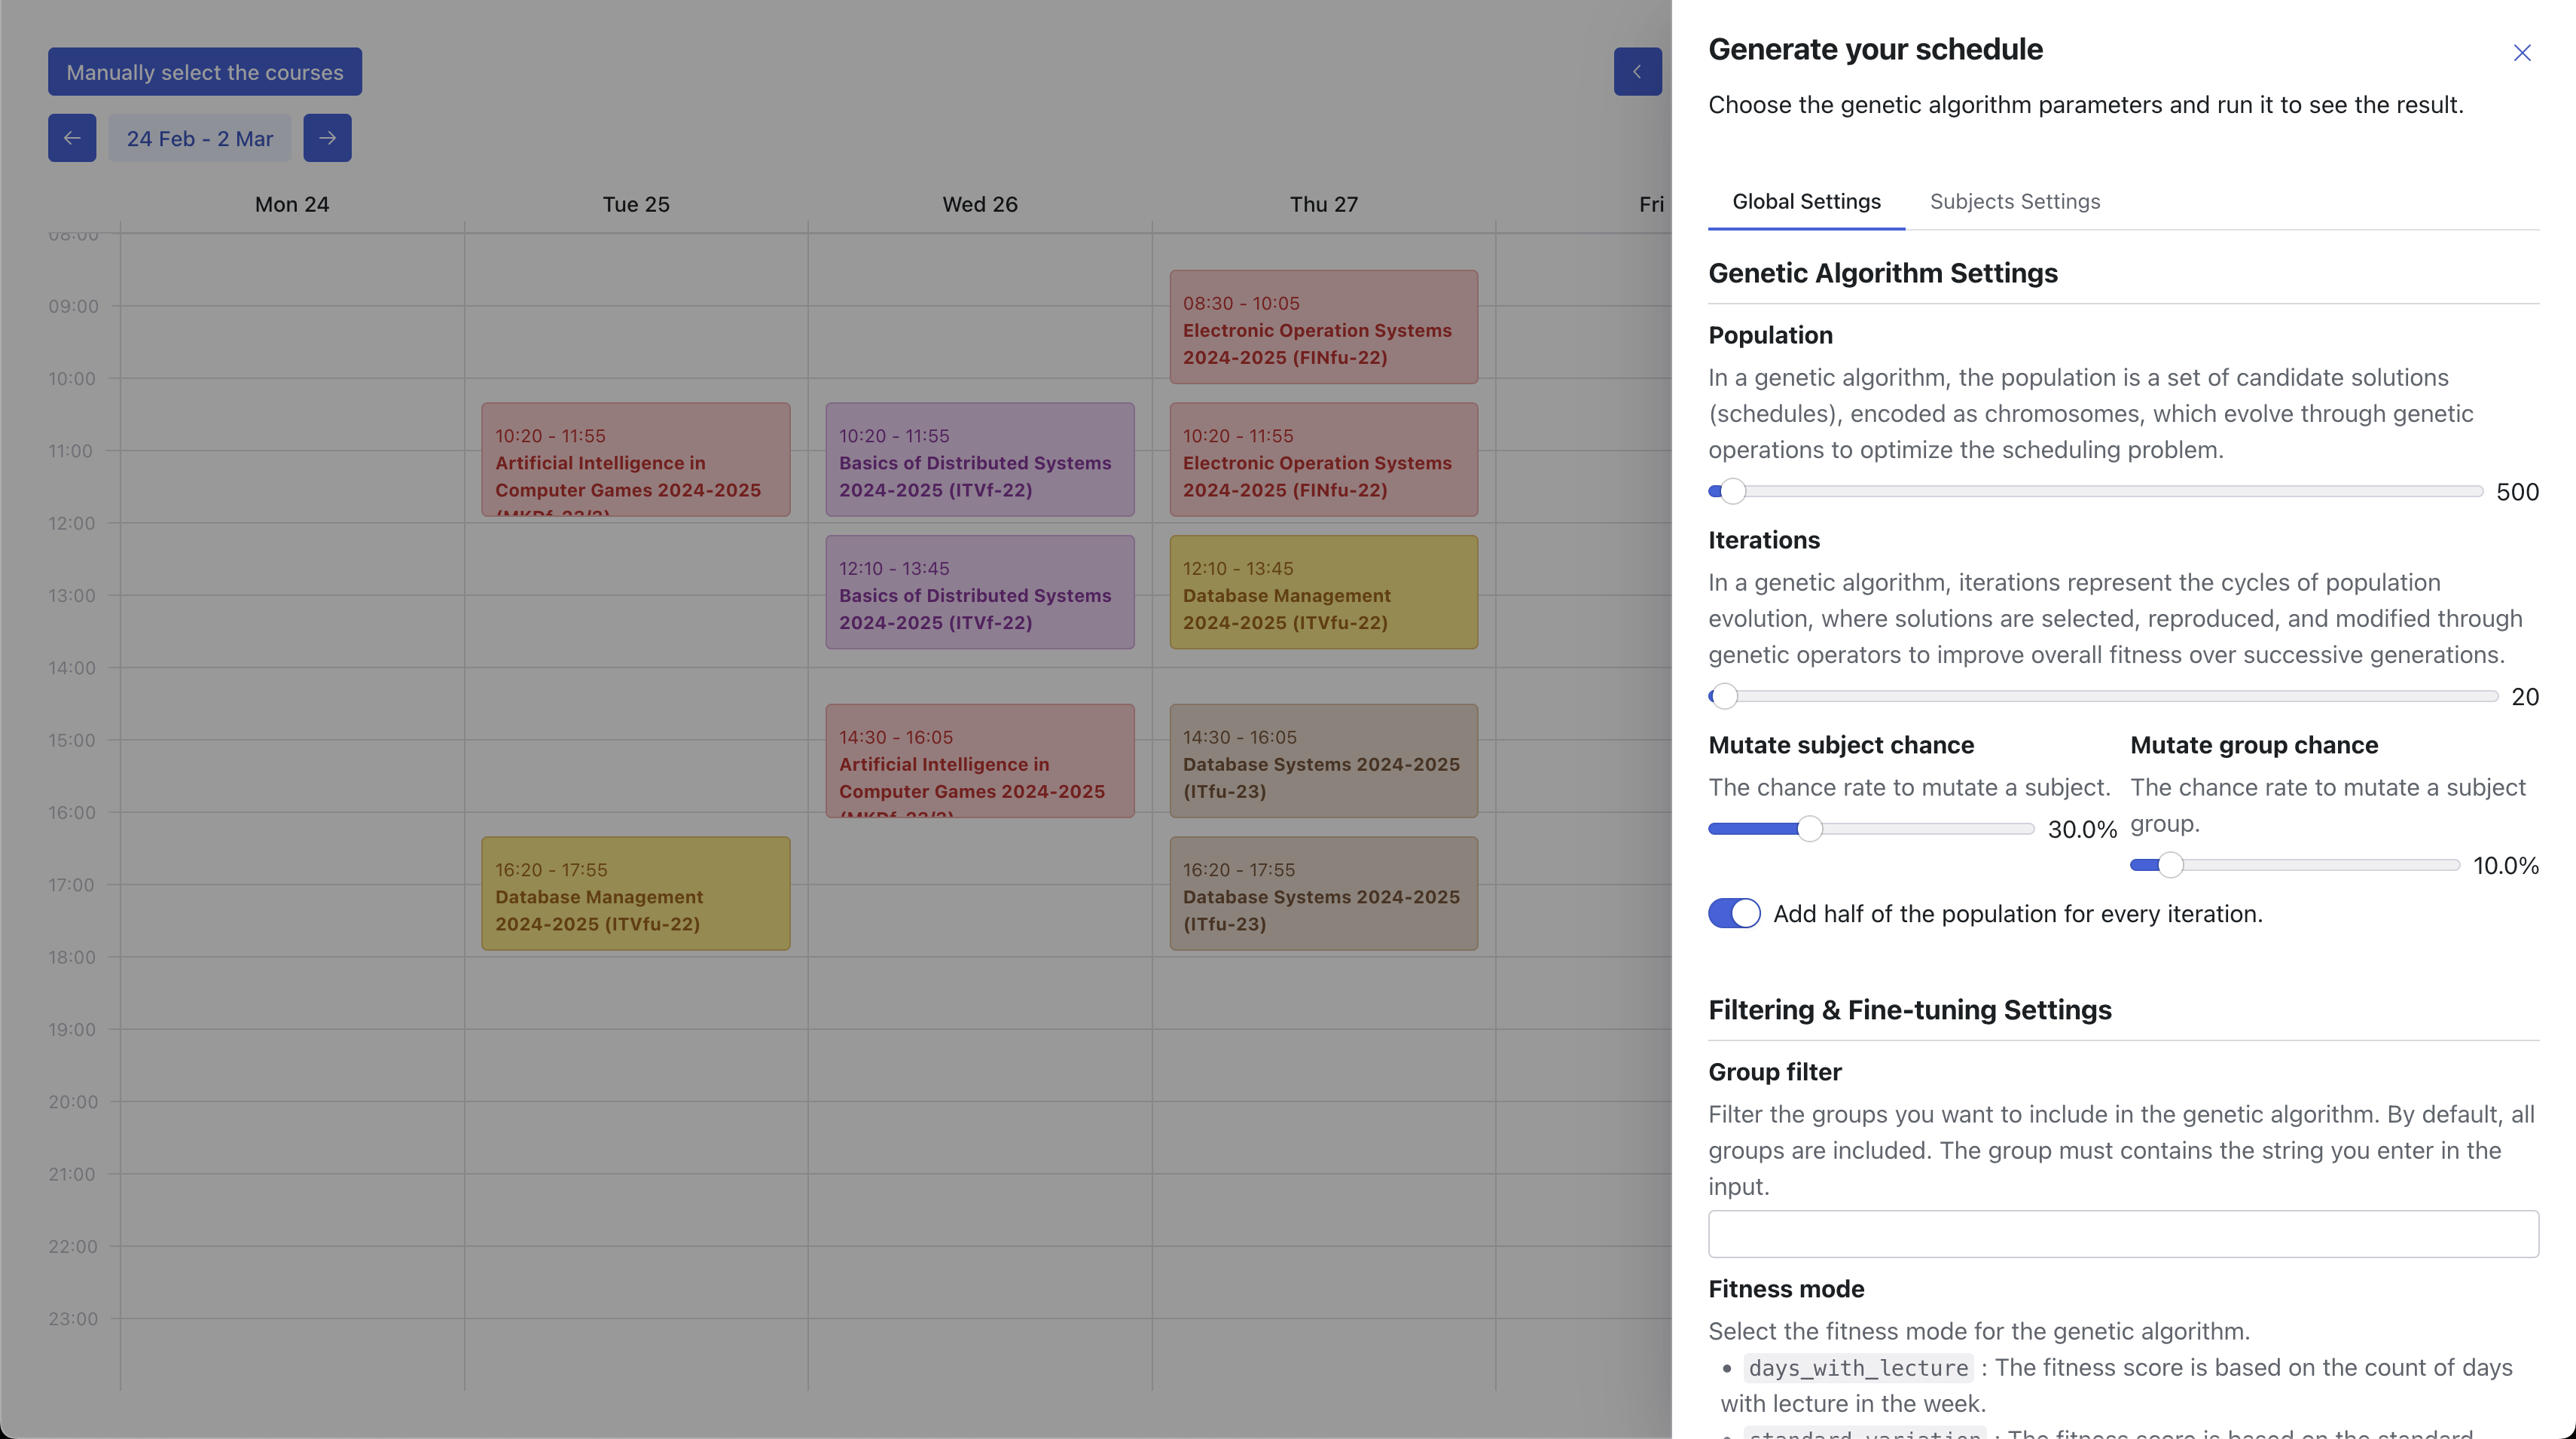 Manually select the courses
24 Feb - 2 Mar
Mon 24
Tue 25
Wed 26
Thu 27
Fri
08:00
09:00
10:00
11:00
12:00
13:00
14:00
15:00
16:00
17:00
18:00
19:00
20:00
21:00
22:00
23:00
10:20 - 11:55
Artificial Intelligence in
Computer Games 2024-2025
16:20 - 17:55
Database Management
2024-2025 (ITVfu-22)
10:20 - 11:55
Basics of Distributed Systems
2024-2025 (ITVf-22)
12:10 - 13:45
Basics of Distributed Systems
2024-2025 (ITVf-22)
14:30 - 16:05
Artificial Intelligence in
Computer Games 2024-2025
08:30 - 10:05
Electronic Operation Systems
2024-2025 (FINfu-22)
10:20 - 11:55
Electronic Operation Systems
2024-2025 (FINfu-22)
12:10 - 13:45
Database Management
2024-2025 (ITVfu-22)
14:30 - 16:05
Database Systems 2024-2025
(ITfu-23)
16:20 - 17:55
Database Systems 2024-2025
(ITfu-23)
Generate your schedule
Choose the genetic algorithm parameters and run it to see the result.
Global Settings
Subjects Settings
Genetic Algorithm Settings
Population
In a genetic algorithm, the population is a set of candidate solutions
(schedules), encoded as chromosomes, which evolve through genetic
operations to optimize the scheduling problem.
500
Iterations
In a genetic algorithm, iterations represent the cycles of population
evolution, where solutions are selected, reproduced, and modified through
genetic operators to improve overall fitness over successive generations.
20
Mutate subject chance
The chance rate to mutate a subject.
30.0%
Mutate group chance
The chance rate to mutate a subject
group.
10.0%
Add half of the population for every iteration.
Filtering & Fine-tuning Settings
Group filter
Filter the groups you want to include in the genetic algorithm. By default, all
groups are included. The group must contains the string you enter in the
input.
Fitness mode
Select the fitness mode for the genetic algorithm.
• days_with_lecture : The fitness score is based on the count of days
with lecture in the week.
• standard_variation : The fitness score is based on the standard